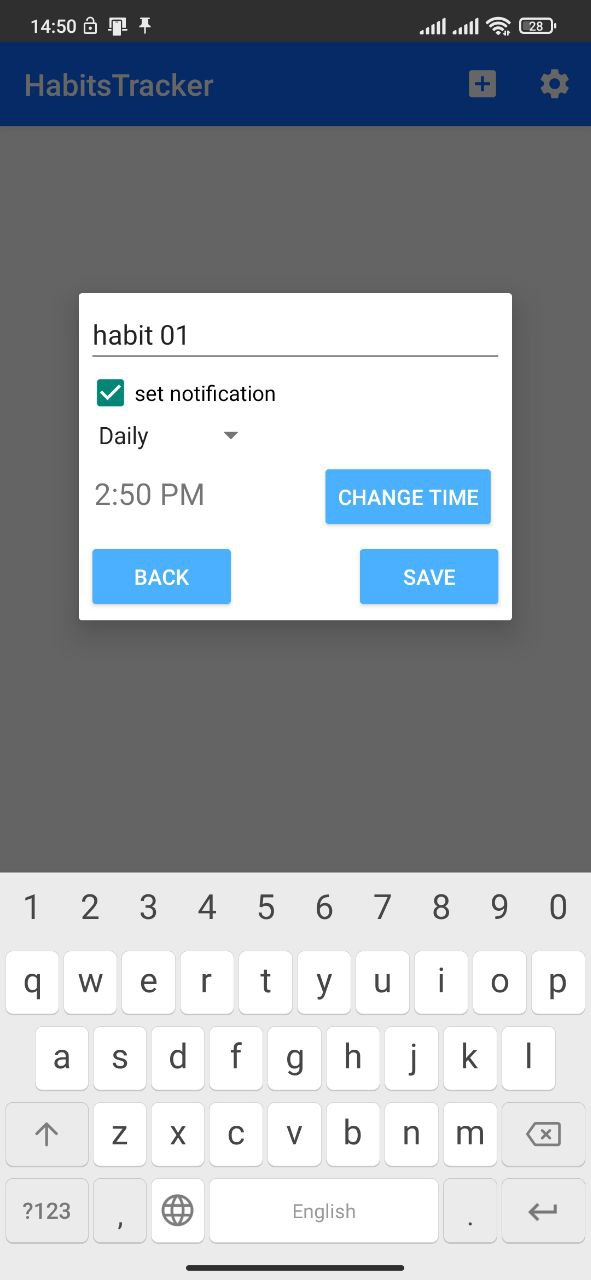 14:50 28
HabitsTracker
habit 01
set notification
Daily
2:50 PM CHANGE TIME
BACK SAVE
1 2 3 4 5 6 7 8 9 0
q w e r t y u i o p
a s d f g h j k l
z x c v b n m
?123 , English .